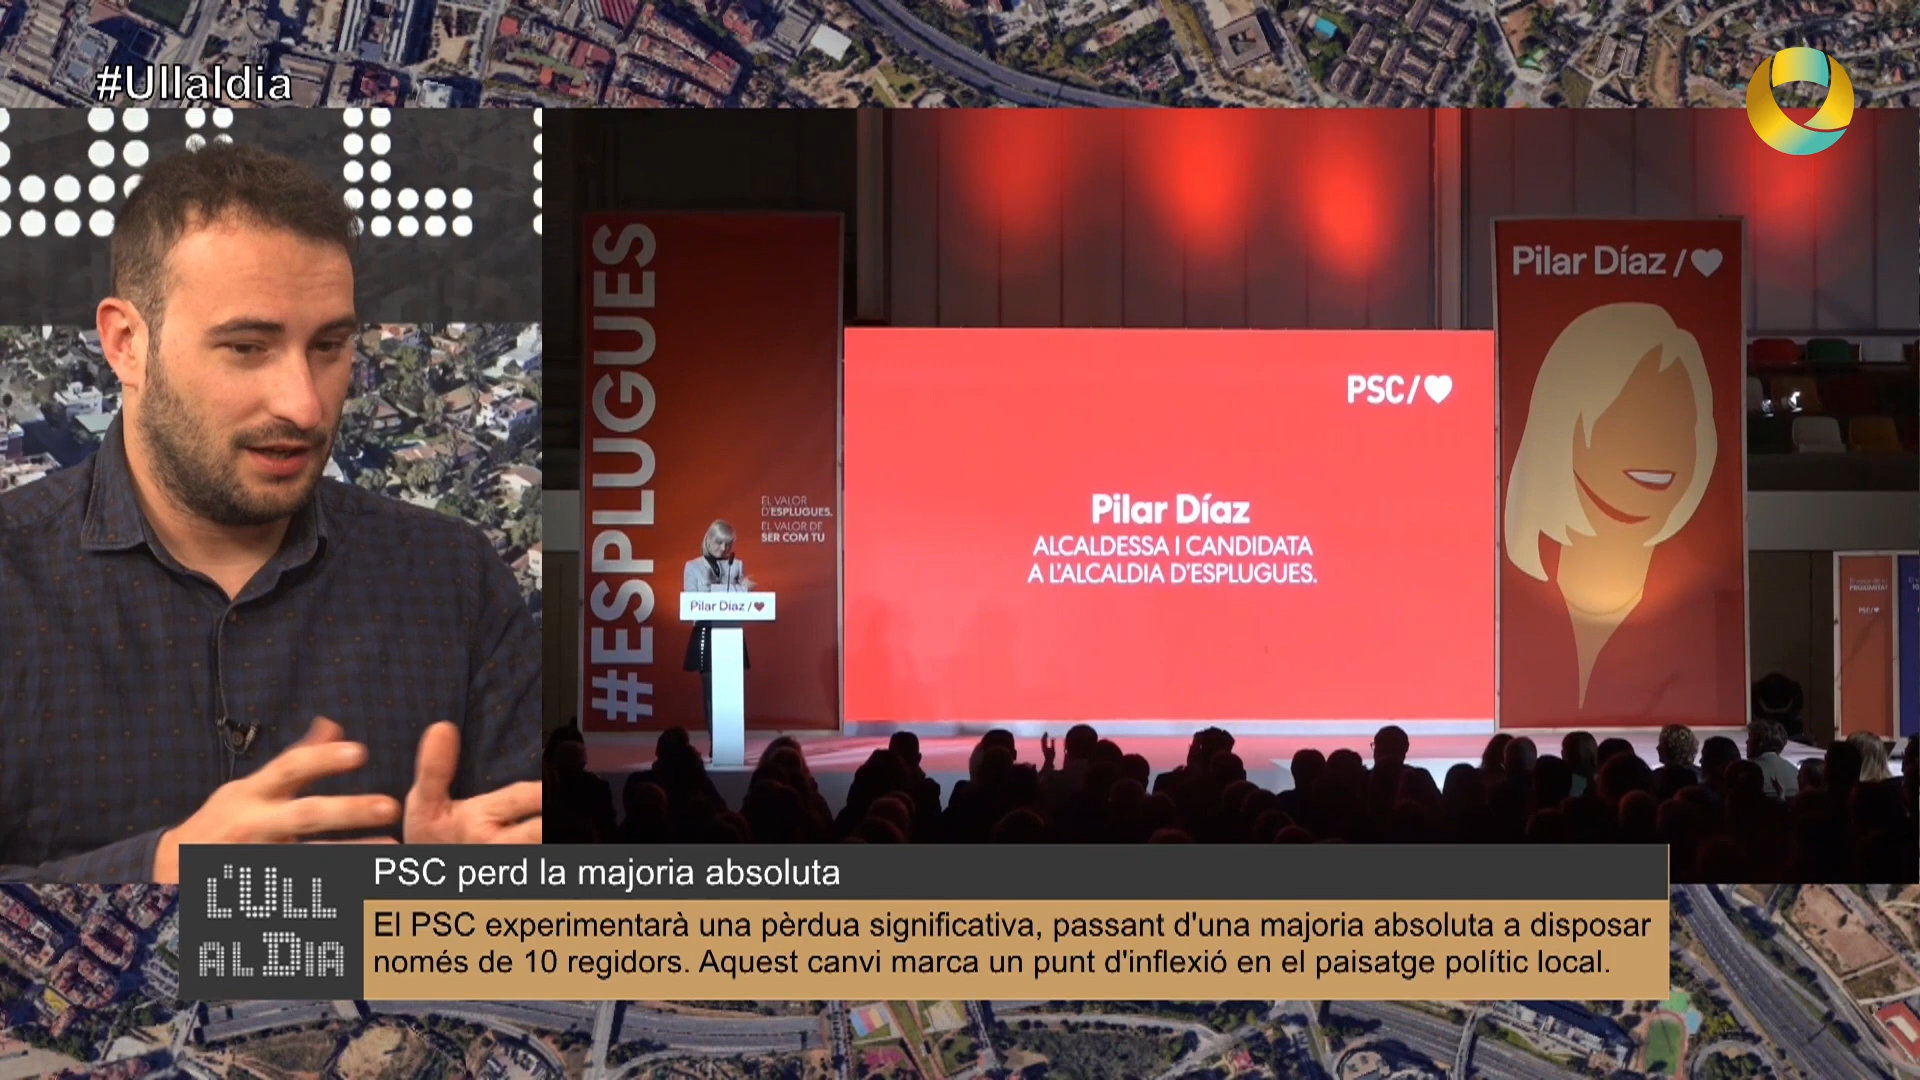 #Ullaldia
#ESPLUGUES
EL VALOR
D'ESPLUGUES.
EL VALOR DE
SER COM TU
Pilar Díaz /
PSC/
Pilar Díaz
ALCALDESSA I CANDIDATA
A L'ALCALDIA D'ESPLUGUES.
Pilar Díaz /
PSC/
L'ULL
AL DIA
PSC perd la majoria absoluta
El PSC experimentarà una pèrdua significativa, passant d'una majoria absoluta a disposar
només de 10 regidors. Aquest canvi marca un punt d'inflexió en el paisatge polític local.